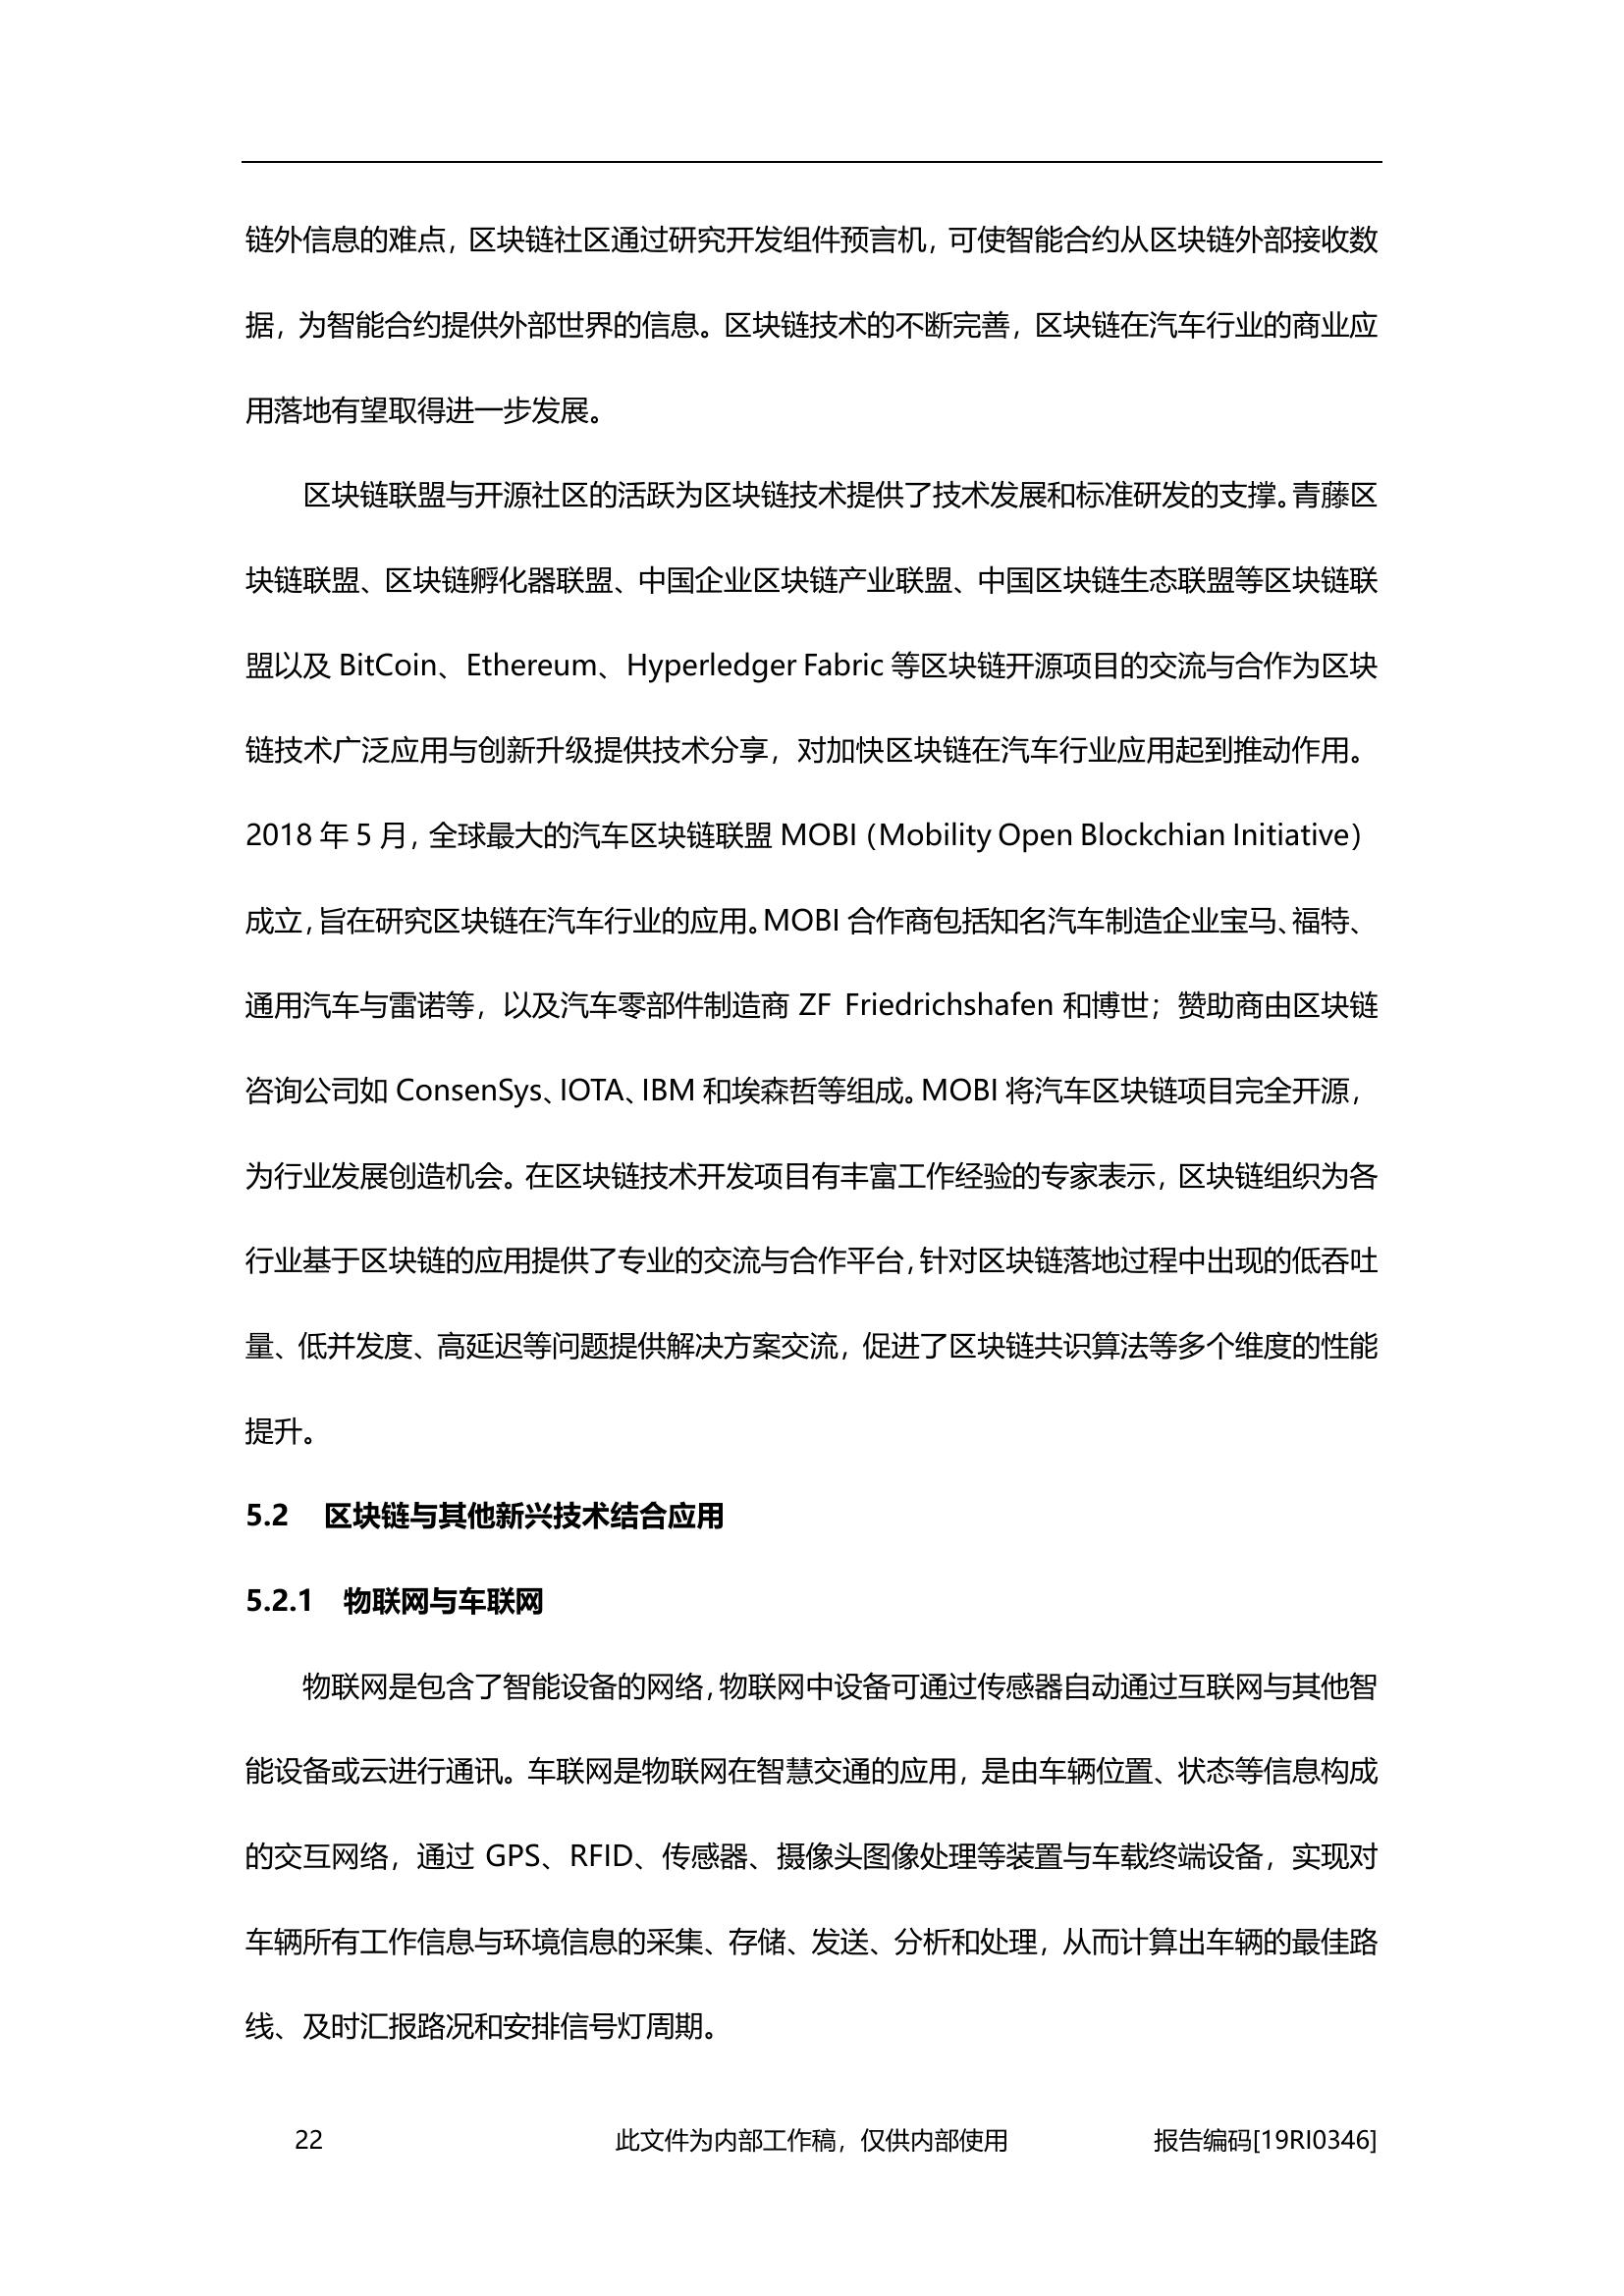 链外信息的难点，区块链社区通过研究开发组件预言机，可使智能合约从区块链外部接收数
据，为智能合约提供外部世界的信息。区块链技术的不断完善，区块链在汽车行业的商业应
用落地有望取得进一步发展。
区块链联盟与开源社区的活跃为区块链技术提供了技术发展和标准研发的支撑。青藤区
块链联盟、区块链孵化器联盟、中国企业区块链产业联盟、中国区块链生态联盟等区块链联
盟以及 BitCoin、Ethereum、Hyperledger Fabric 等区块链开源项目的交流与合作为区块
链技术广泛应用与创新升级提供技术分享，对加快区块链在汽车行业应用起到推动作用。
2018 年 5 月，全球最大的汽车区块链联盟 MOBI（Mobility Open Blockchian Initiative）
成立，旨在研究区块链在汽车行业的应用。MOBI 合作商包括知名汽车制造企业宝马、福特、
通用汽车与雷诺等，以及汽车零部件制造商 ZF Friedrichshafen 和博世；赞助商由区块链
咨询公司如 ConsenSys、IOTA、IBM 和埃森哲等组成。MOBI 将汽车区块链项目完全开源，
为行业发展创造机会。在区块链技术开发项目有丰富工作经验的专家表示，区块链组织为各
行业基于区块链的应用提供了专业的交流与合作平台，针对区块链落地过程中出现的低吞吐
量、低并发度、高延迟等问题提供解决方案交流，促进了区块链共识算法等多个维度的性能
提升。
5.2 区块链与其他新兴技术结合应用
5.2.1 物联网与车联网
物联网是包含了智能设备的网络，物联网中设备可通过传感器自动通过互联网与其他智
能设备或云进行通讯。车联网是物联网在智慧交通的应用，是由车辆位置、状态等信息构成
的交互网络，通过 GPS、RFID、传感器、摄像头图像处理等装置与车载终端设备，实现对
车辆所有工作信息与环境信息的采集、存储、发送、分析和处理，从而计算出车辆的最佳路
线、及时汇报路况和安排信号灯周期。
22 此文件为内部工作稿，仅供内部使用 报告编码[19RI0346]